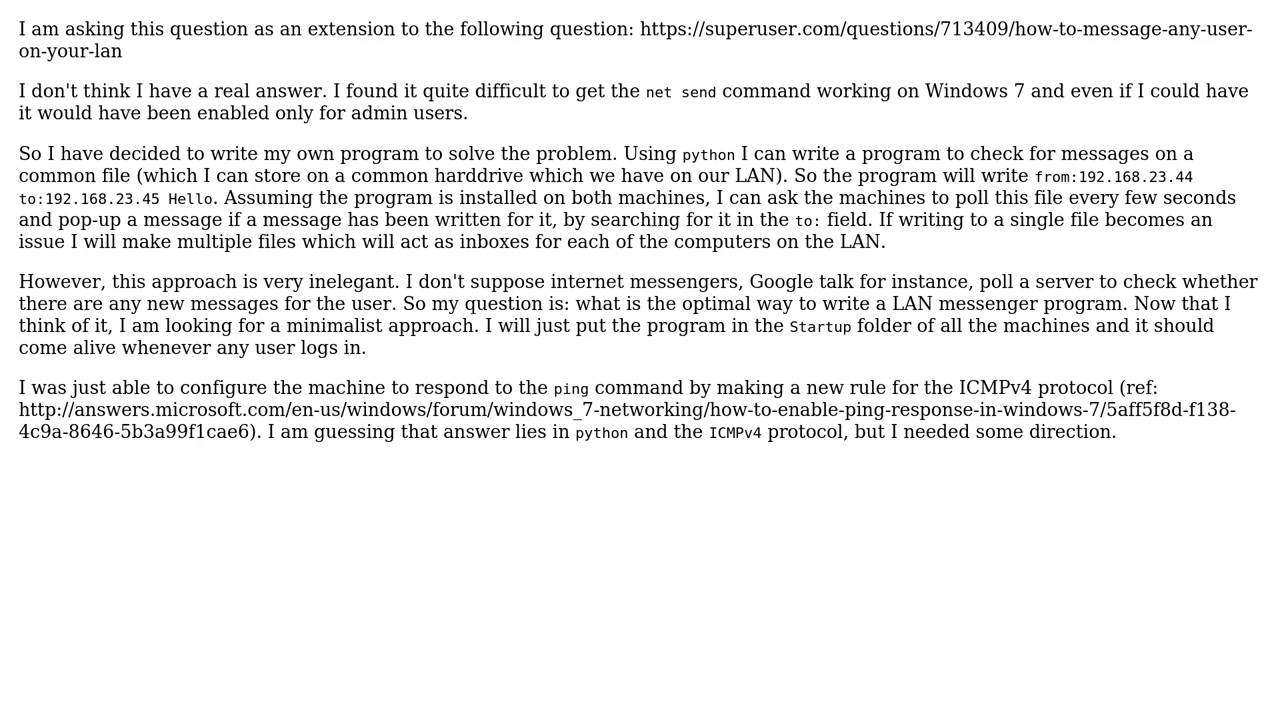 I am asking this question as an extension to the following question: https://superuser.com/questions/713409/how-to-message-any-user-
on-your-lan
I don't think I have a real answer. I found it quite difficult to get the net send command working on Windows 7 and even if I could have
it would have been enabled only for admin users.
So I have decided to write my own program to solve the problem. Using python I can write a program to check for messages on a
common file (which I can store on a common harddrive which we have on our LAN). So the program will write from:192.168.23.44
to:192.168.23.45 Hello. Assuming the program is installed on both machines, I can ask the machines to poll this file every few seconds
and pop-up a message if a message has been written for it, by searching for it in the to: field. If writing to a single file becomes an
issue I will make multiple files which will act as inboxes for each of the computers on the LAN.
However, this approach is very inelegant. I don't suppose internet messengers, Google talk for instance, poll a server to check whether
there are any new messages for the user. So my question is: what is the optimal way to write a LAN messenger program. Now that I
think of it, I am looking for a minimalist approach. I will just put the program in the Startup folder of all the machines and it should
come alive whenever any user logs in.
I was just able to configure the machine to respond to the ping command by making a new rule for the ICMPv4 protocol (ref:
http://answers.microsoft.com/en-us/windows/forum/windows_7-networking/how-to-enable-ping-response-in-windows-7/5aff5f8d-f138-
4c9a-8646-5b3a99f1cae6). I am guessing that answer lies in python and the ICMPv4 protocol, but I needed some direction.